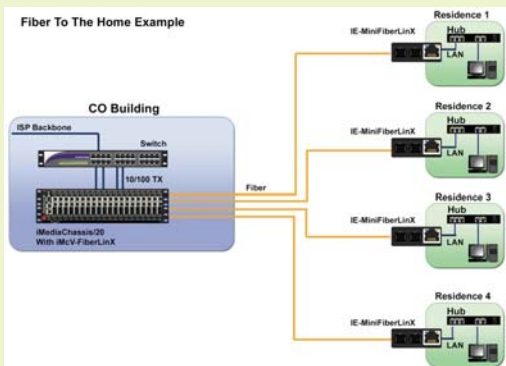 Fiber To The Home Example
CO Building
ISP Backbone
Switch
10/100 TX
iMediaChassis/20
With iMcV-FiberLinX
Fiber
Residence 1
IE-MiniFiberLinX
Hub
LAN
Residence 2
IE-MiniFiberLinX
Hub
LAN
Residence 3
IE-MiniFiberLinX
Hub
LAN
Residence 4
IE-MiniFiberLinX
Hub
LAN